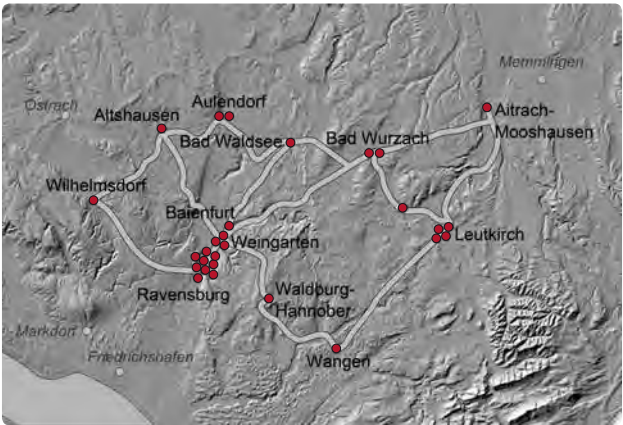 Memmingen
Ostrach
Altshausen
Aulendorf
Aitrach-
Mooshausen
Bad Waldsee
Bad Wurzach
Wilhelmsdorf
Baienfurt
Weingarten
Leutkirch
Ravensburg
Waldburg-
Hannober
Markdorf
Friedrichshafen
Wangen